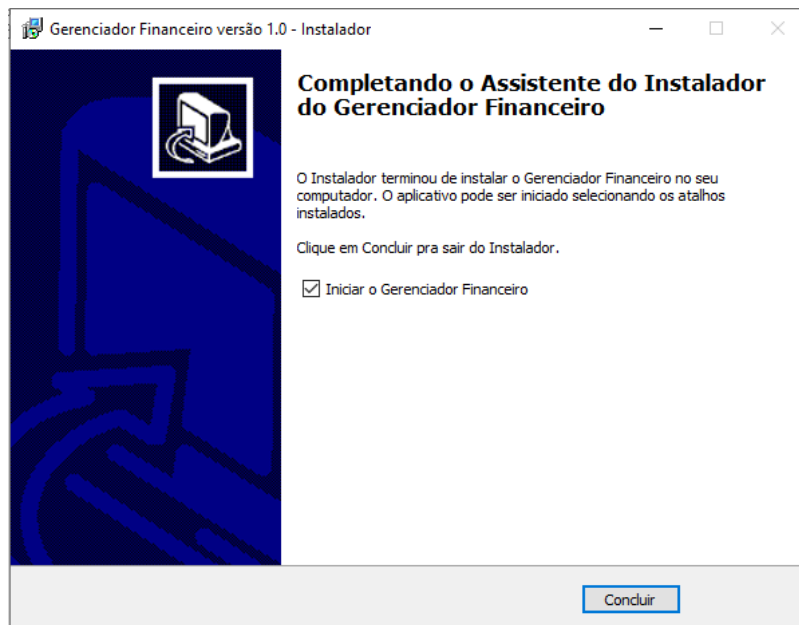 Gerenciador Financeiro versão 1.0 - Instalador
Completando o Assistente do Instalador
do Gerenciador Financeiro
O Instalador terminou de instalar o Gerenciador Financeiro no seu
computador. O aplicativo pode ser iniciado selecionando os atalhos
instalados.
Clique em Concluir pra sair do Instalador.
Iniciar o Gerenciador Financeiro
Concluir